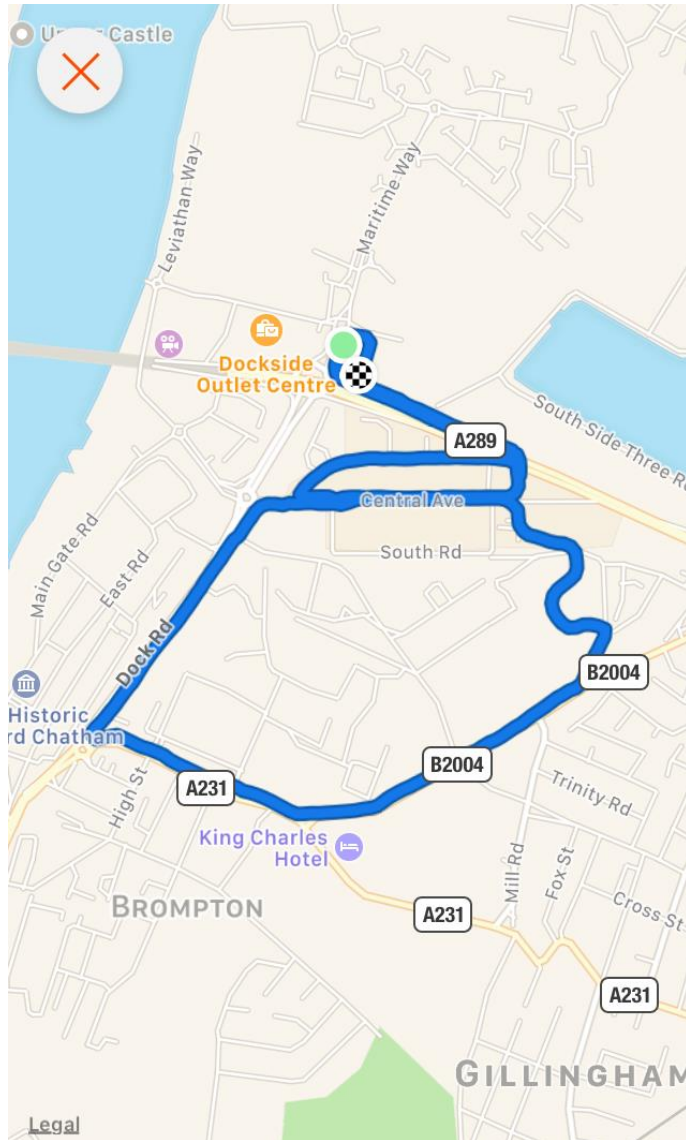 Castle
Leviathan Way
Maritime Way
Dockside
Outlet Centre
A289
South Side Three
Central Ave
South Rd
Main Gate Rd
East Rd
Dock Rd
B2004
Historic
rd Chatham
B2004
A231
High St
Trinity Rd
King Charles
Hotel
Mill Rd
Fox St
Cross St
BROMPTON
A231
A231
GILLINGHAM
Legal